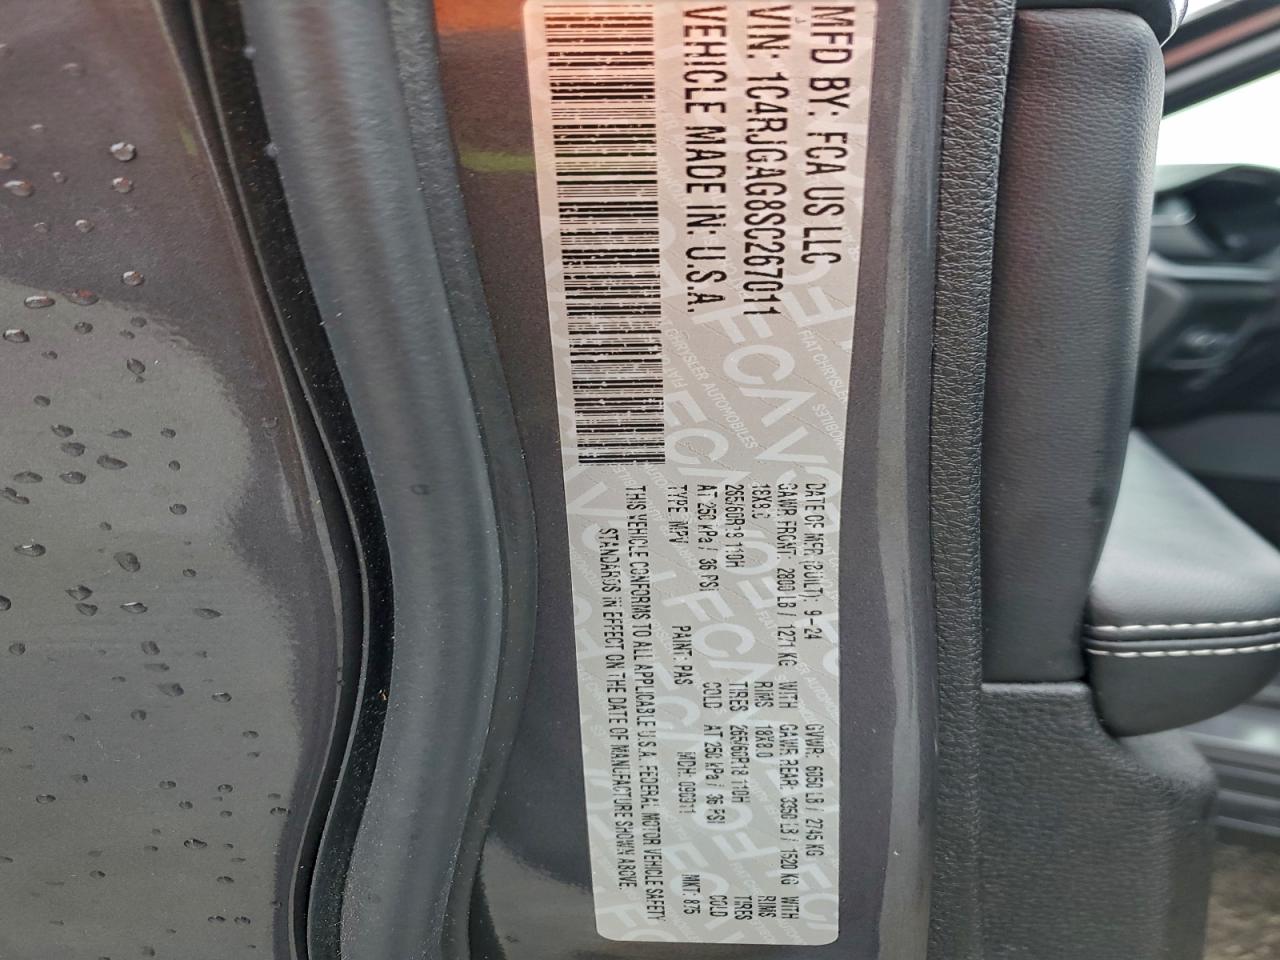 MFD BY: FCA US LLC
VIN: 1C4RJGAG8SC267011
VEHICLE MADE IN: U.S.A.
DATE OF MFR (BUILT): 9-24 GVWR: 6050 LB / 2745 KG
GAWR FRONT: 2800 LB / 1271 KG WITH GAWR REAR: 3350 LB / 1520 KG WITH
18X8.0 RIMS 18X8.0 RIMS
265/60R18 110H TIRES 265/60R18 110H TIRES
AT 250 kPa / 36 PSI COLD AT 250 kPa / 36 PSI COLD
TYPE: MPV PAINT: PAS MDH: MKT: 875
THIS VEHICLE CONFORMS TO ALL APPLICABLE U.S.A. FEDERAL MOTOR VEHICLE SAFETY
STANDARDS IN EFFECT ON THE DATE OF MANUFACTURE SHOWN ABOVE.